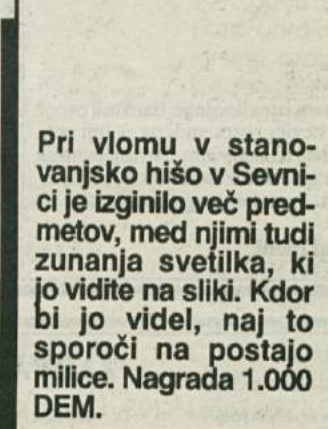 Pri vlomu v stano-
vanjsko hišo v Sevni-
ci je izginilo več pred-
metov, med njimi tudi
zunanja svetilka, ki
jo vidite na sliki. Kdor
bi jo videl, naj to
sporoči na postajo
milice. Nagrada 1.000
DEM.